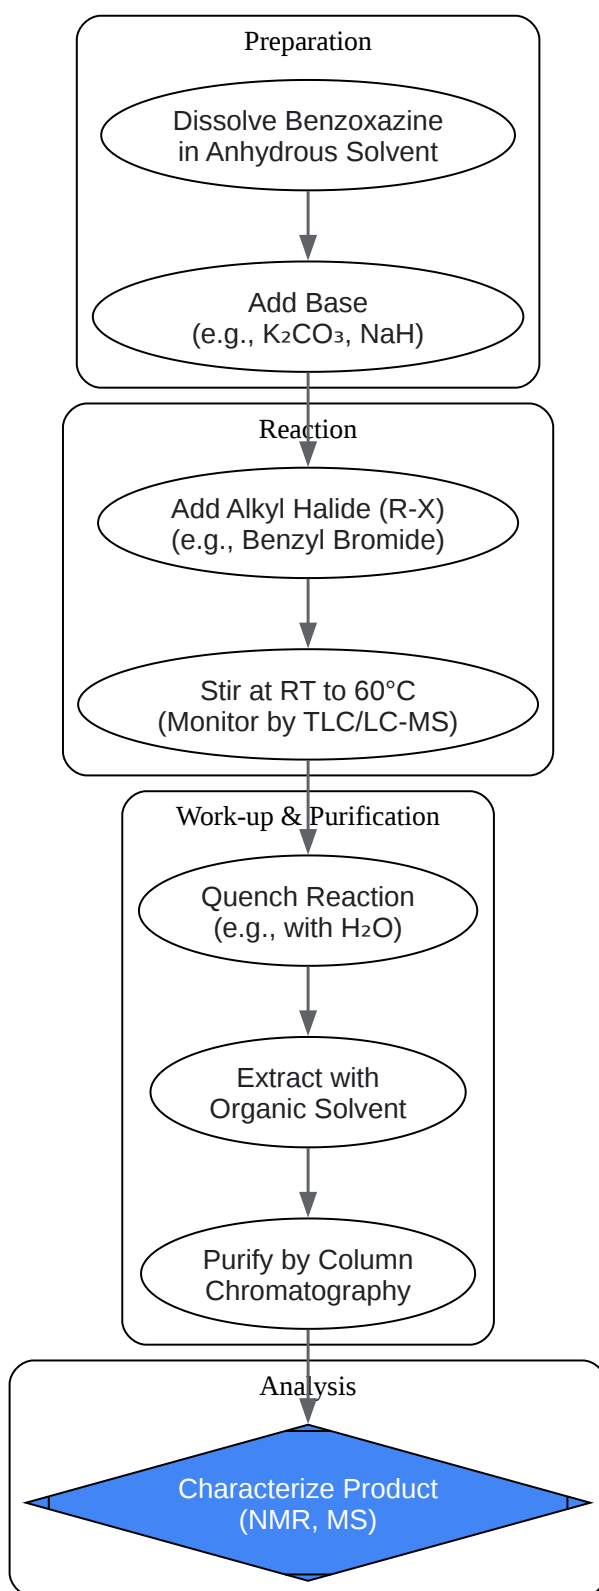 Preparation
Dissolve Benzoxazine
in Anhydrous Solvent
Add Base
(e.g., K₂CO₃, NaH)
Reaction
Add Alkyl Halide (R-X)
(e.g., Benzyl Bromide)
Stir at RT to 60°C
(Monitor by TLC/LC-MS)
Work-up & Purification
Quench Reaction
(e.g., with H₂O)
Extract with
Organic Solvent
Purify by Column
Chromatography
Analysis
Characterize Product
(NMR, MS)